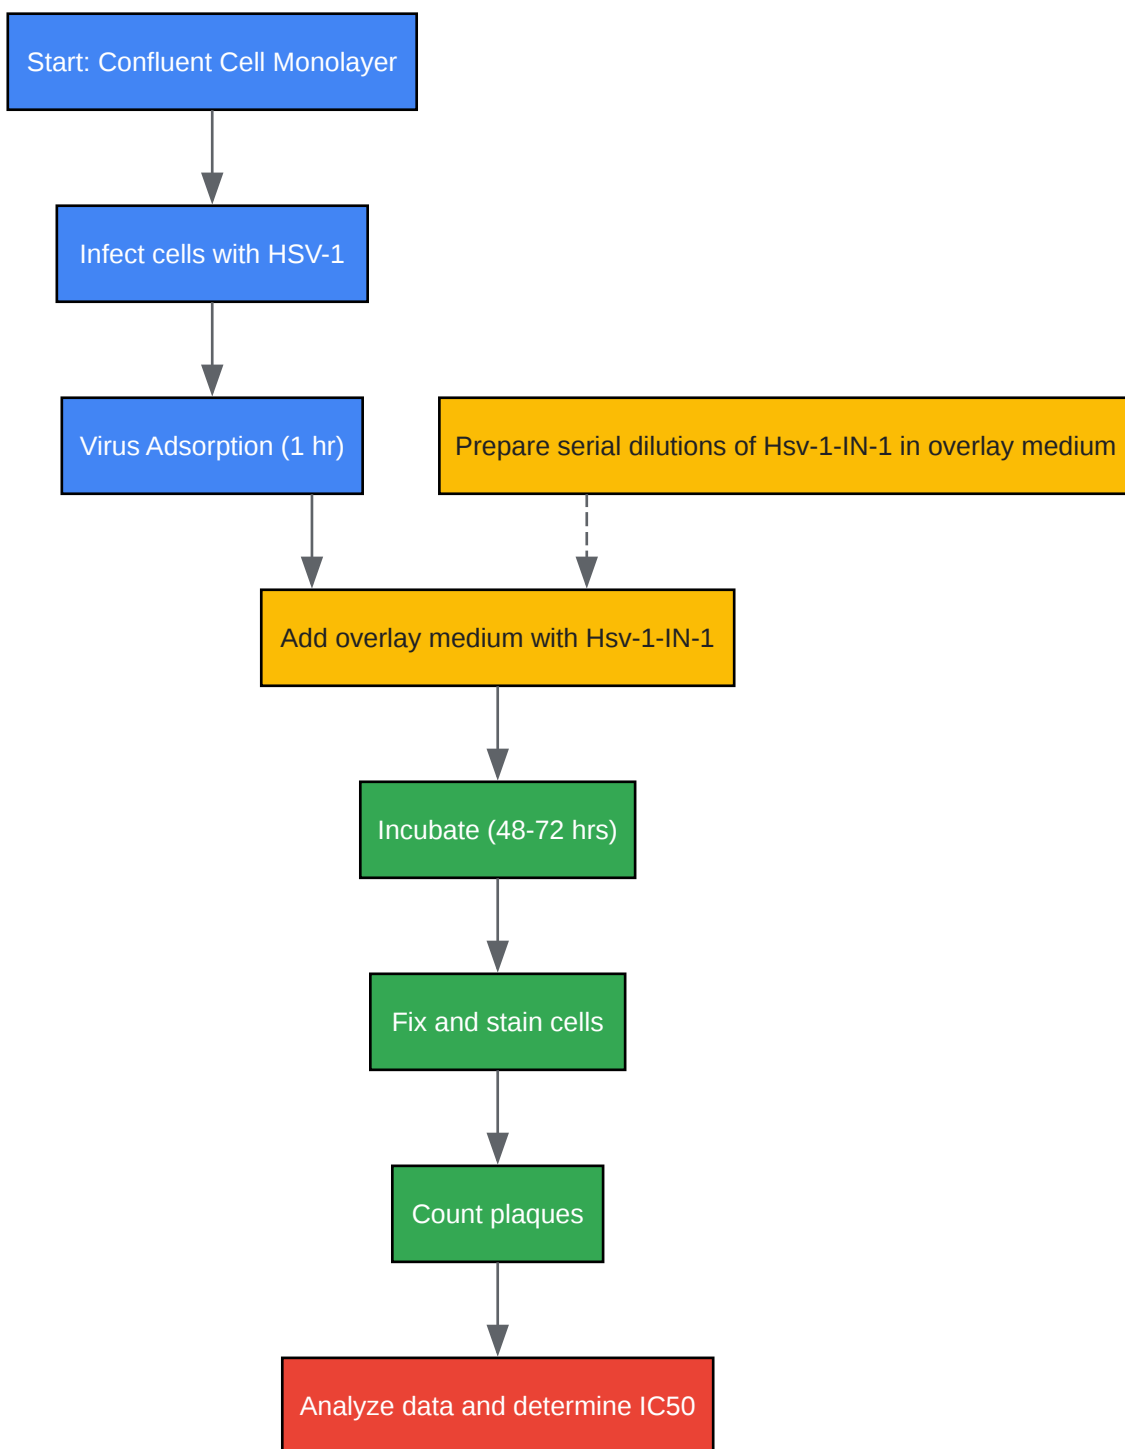 Start: Confluent Cell Monolayer
Infect cells with HSV-1
Virus Adsorption (1 hr)
Prepare serial dilutions of Hsv-1-IN-1 in overlay medium
Add overlay medium with Hsv-1-IN-1
Incubate (48-72 hrs)
Fix and stain cells
Count plaques
Analyze data and determine IC50